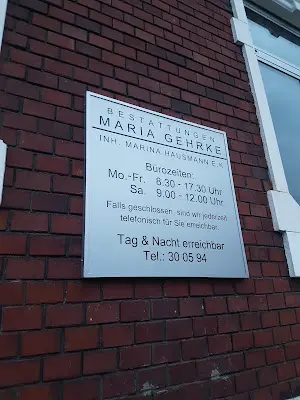 BESTATTUNGEN
MARIA GEHRKE
INH. MARINA HAUSMANN E.K.
Bürozeiten:
Mo.-Fr. 8.30 - 17.30 Uhr
Sa. 9.00 - 12.00 Uhr
Falls geschlossen, sind wir jederzeit
telefonisch für Sie erreichbar.
Tag & Nacht erreichbar
Tel.: 30 05 94